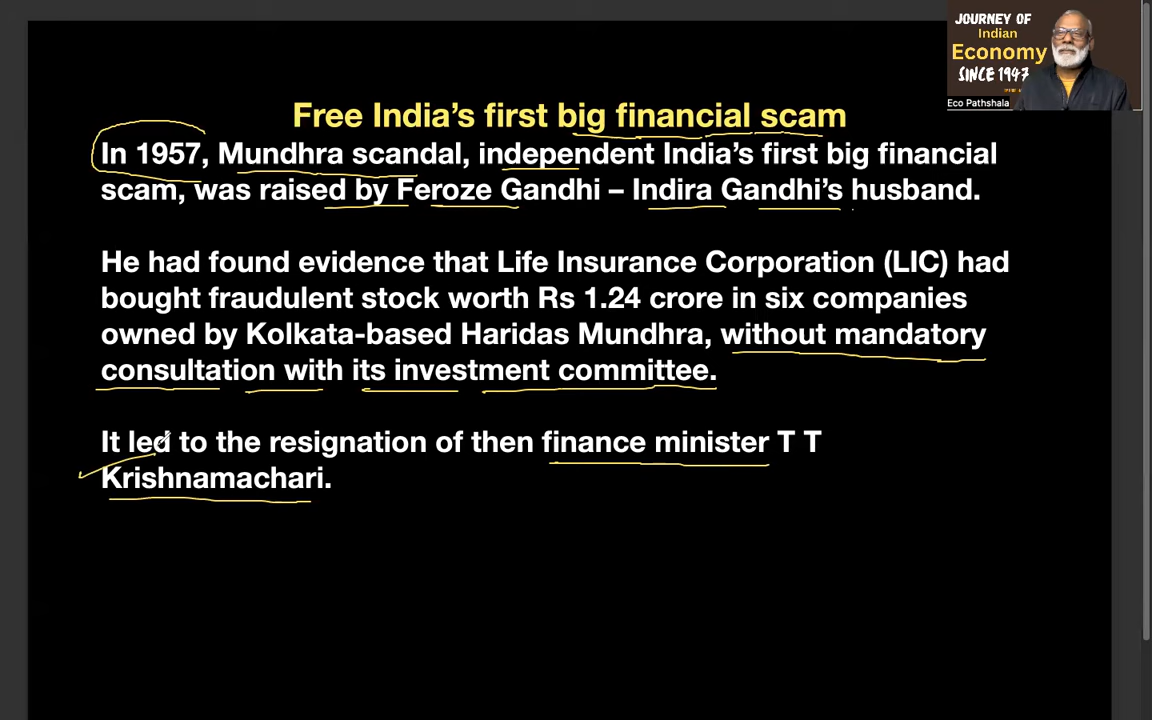 JOURNEY OF
Indian
Economy
SINCE 1947
Eco Pathshala
Free India's first big financial scam
In 1957, Mundhra scandal, independent India's first big financial
scam, was raised by Feroze Gandhi – Indira Gandhi's husband.
He had found evidence that Life Insurance Corporation (LIC) had
bought fraudulent stock worth Rs 1.24 crore in six companies
owned by Kolkata-based Haridas Mundhra, without mandatory
consultation with its investment committee.
It led to the resignation of then finance minister T T
Krishnamachari.